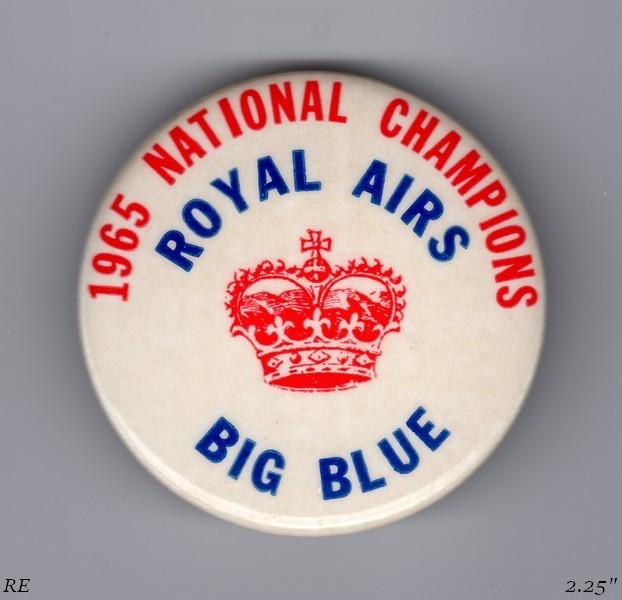 1965 NATIONAL CHAMPIONS
ROYAL AIRS
BIG BLUE
RE
2.25"